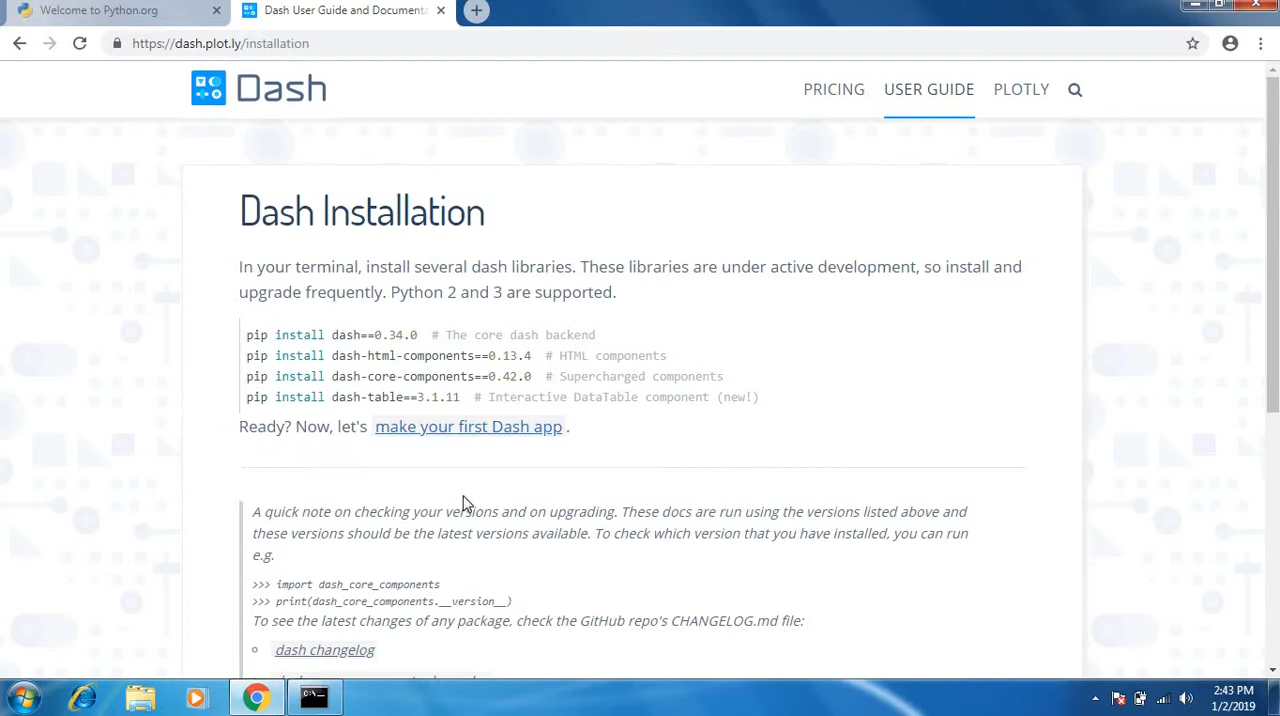 Welcome to Python.org
Dash User Guide and Documenta
https://dash.plot.ly/installation
Dash
PRICING
USER GUIDE
PLOTLY
Dash Installation
In your terminal, install several dash libraries. These libraries are under active development, so install and
upgrade frequently. Python 2 and 3 are supported.
pip install dash==0.34.0 # The core dash backend
pip install dash-html-components==0.13.4 # HTML components
pip install dash-core-components==0.42.0 # Supercharged components
pip install dash-table==3.1.11 # Interactive DataTable component (new!)
Ready? Now, let's make your first Dash app .
A quick note on checking your versions and on upgrading. These docs are run using the versions listed above and
these versions should be the latest versions available. To check which version that you have installed, you can run
e.g.
>>> import dash_core_components
>>> print(dash_core_components.__version__)
To see the latest changes of any package, check the GitHub repo's CHANGELOG.md file:
dash changelog
C:\
2:43 PM
1/2/2019